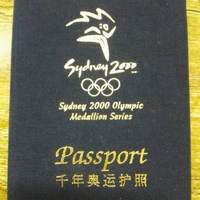 Sydney 2000
Sydney 2000 Olympic
Medallion Series
Passport
千年奥运护照